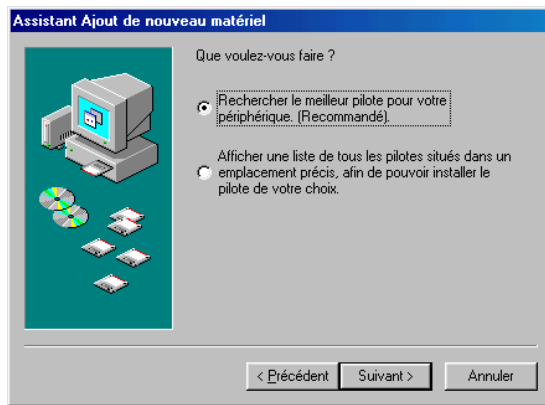 Assistant Ajout de nouveau matériel
Que voulez-vous faire ?
Rechercher le meilleur pilote pour votre
périphérique. (Recommandé).
Afficher une liste de tous les pilotes situés dans un
emplacement précis, afin de pouvoir installer le
pilote de votre choix.
< Précédent
Suivant >
Annuler